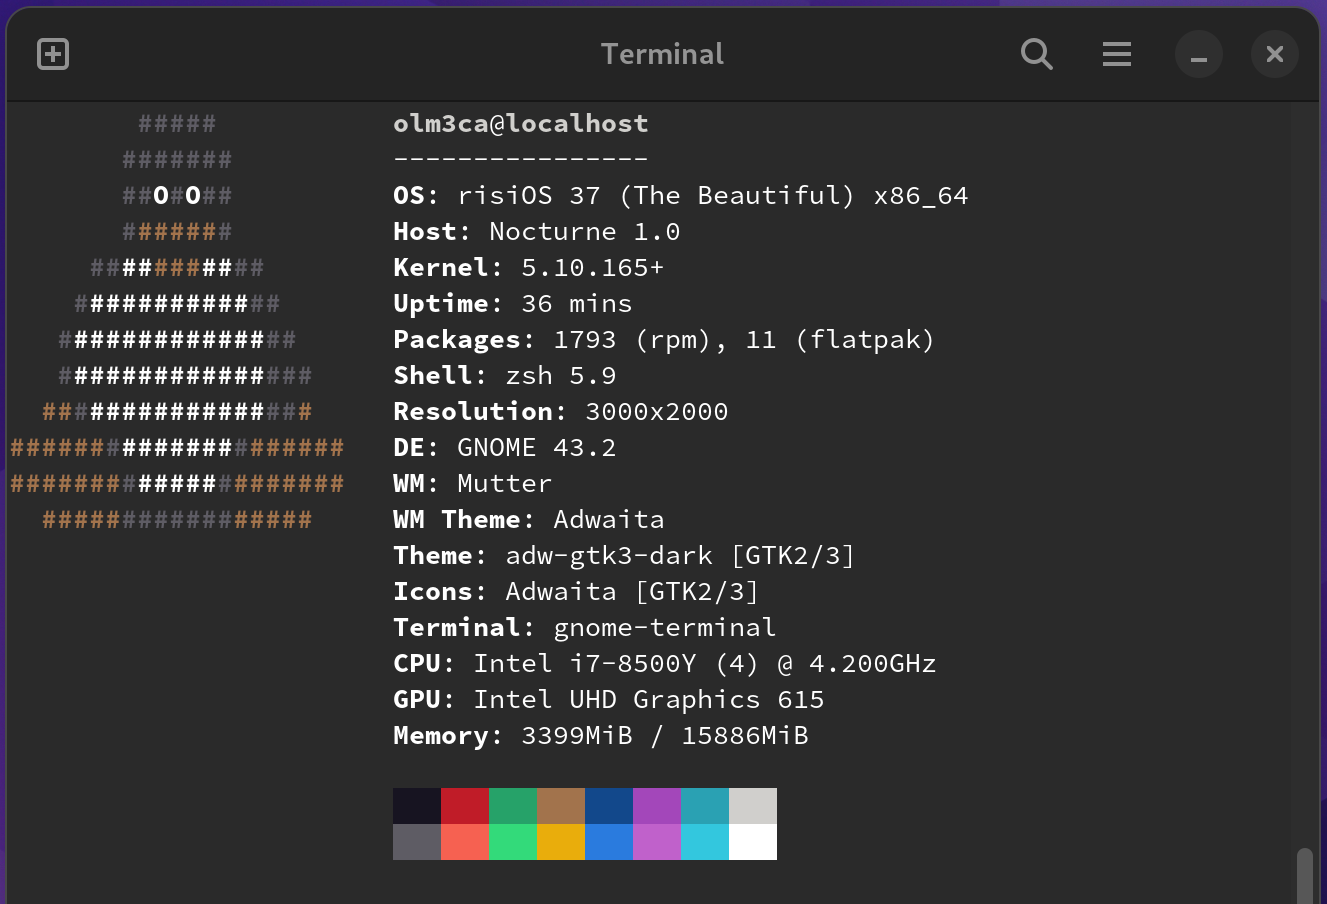 Terminal
##### olm3ca@localhost
####### ----------------
##O#O## OS: risiOS 37 (The Beautiful) x86_64
####### Host: Nocturne 1.0
########### Kernel: 5.10.165+
############# Uptime: 36 mins
############### Packages: 1793 (rpm), 11 (flatpak)
################ Shell: zsh 5.9
################# Resolution: 3000x2000
##################### DE: GNOME 43.2
##################### WM: Mutter
################# WM Theme: Adwaita
Theme: adw-gtk3-dark [GTK2/3]
Icons: Adwaita [GTK2/3]
Terminal: gnome-terminal
CPU: Intel i7-8500Y (4) @ 4.200GHz
GPU: Intel UHD Graphics 615
Memory: 3399MiB / 15886MiB